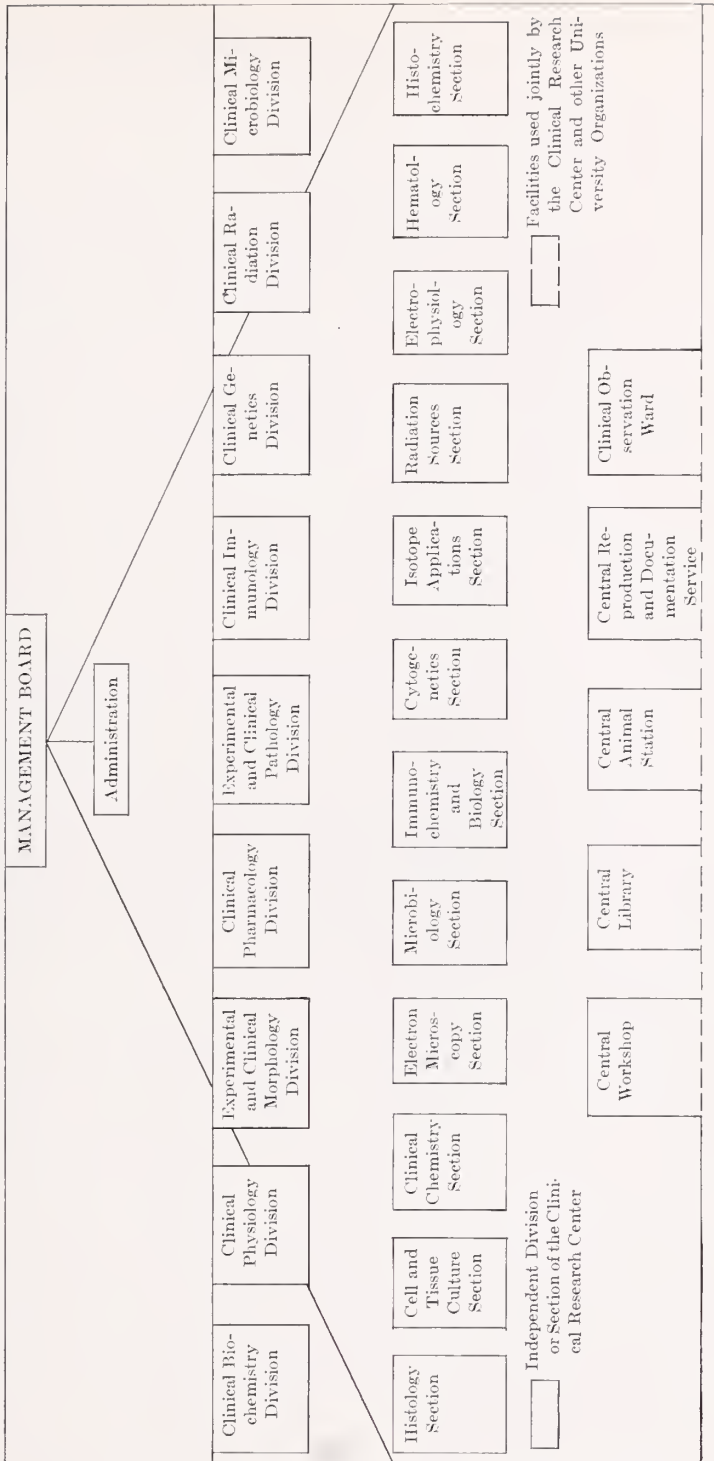 MANAGEMENT BOARD
Administration
Clinical Bio-
chemistry
Division
Clinical
Physiology
Division
Experimental
and Clinical
Morphology
Division
Clinical
Pharmacology
Division
Experimental
and Clinical
Pathology
Division
Clinical Im-
munology
Division
Clinical Ge-
netics
Division
Clinical Ra-
diation
Division
Clinical Mi-
crobiology
Division
Histology
Section
Cell and
Tissue
Culture
Section
Clinical
Chemistry
Section
Electron
Micros-
copy
Section
Microbi-
ology
Section
Immuno-
chemistry
and
Biology
Section
Cytoge-
netics
Section
Isotope
Applica-
tions
Section
Radiation
Sources
Section
Electro-
physiol-
ogy
Section
Hematol-
ogy
Section
Histo-
chemistry
Section
Independent Division
or Section of the Clini-
cal Research Center
Facilities used jointly by
the Clinical Research
Center and other Uni-
versity Organizations
Central
Workshop
Central
Library
Central
Animal
Station
Central Re-
production
and Docu-
mentation
Service
Clinical Ob-
servation
Ward